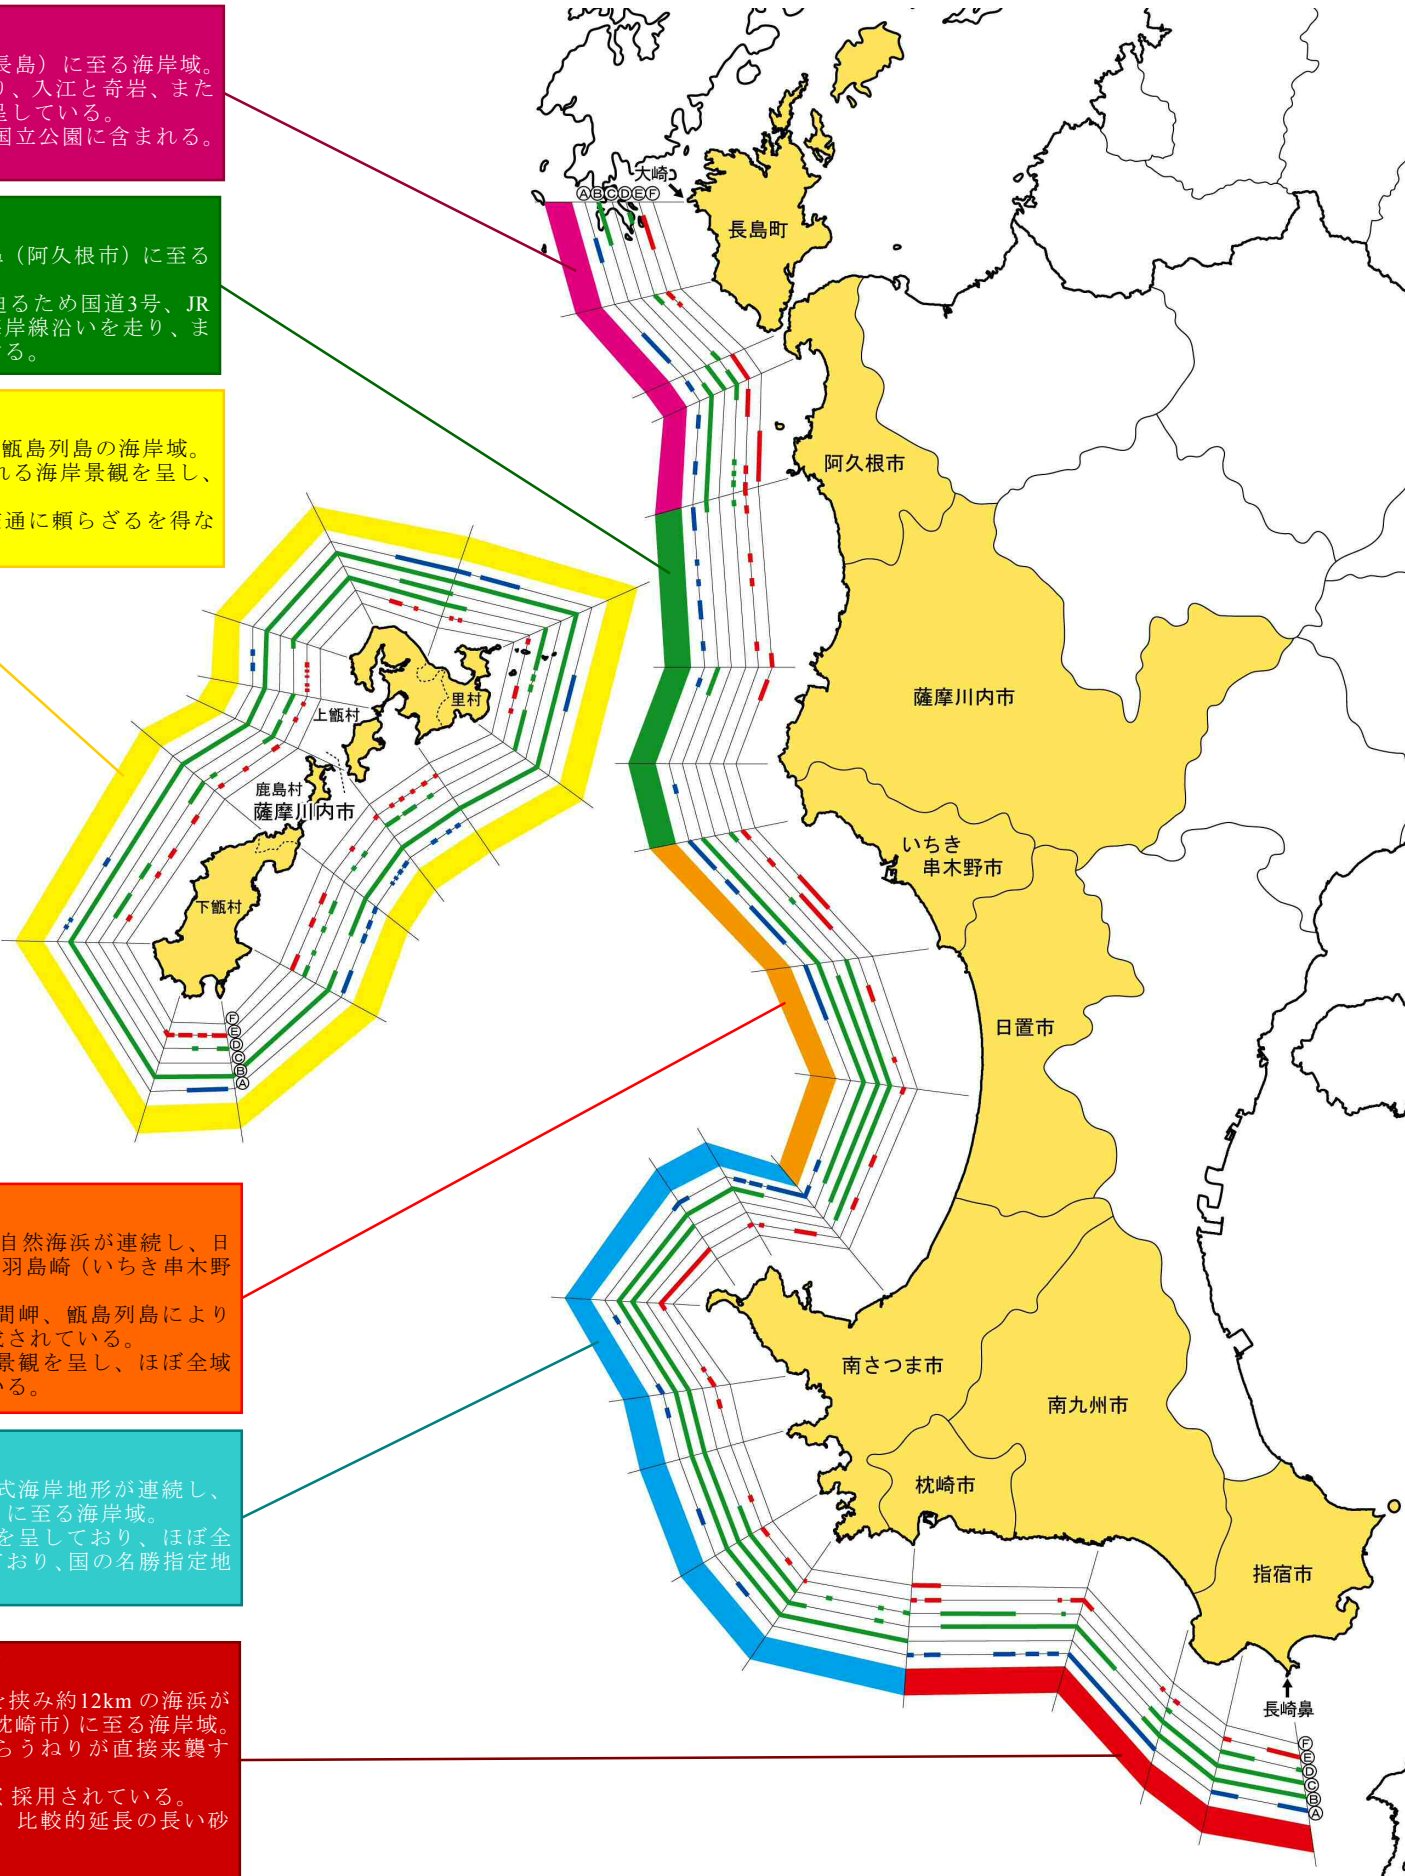 長島）に至る海岸域。
り、入江と奇岩、また
呈している。
国立公園に含まれる。
（阿久根市）に至る
迫るため国道3号、JR
海岸線沿いを走り、ま
する。
甑島列島の海岸域。
れる海岸景観を呈し、
交通に頼らざるを得な
自然海浜が連続し、日
羽島崎（いちき串木野
間岬、甑島列島により
成されている。
景観を呈し、ほぼ全域
いる。
式海岸地形が連続し、
に至る海岸域。
を呈しており、ほぼ全
ており、国の名勝指定地
を挟み約12km の海浜が
枕崎市）に至る海岸域。
らうねりが直接来襲す
く採用されている。
比較的延長の長い砂
大崎
ⒶⒷⒸⒹⒺⒻ
長島町
阿久根市
薩摩川内市
里村
上甑村
鹿島村
薩摩川内市
下甑村
Ⓕ
Ⓔ
Ⓓ
Ⓒ
Ⓑ
Ⓐ
いちき
串木野市
日置市
南さつま市
南九州市
枕崎市
指宿市
長崎鼻
Ⓕ
Ⓔ
Ⓓ
Ⓒ
Ⓑ
Ⓐ